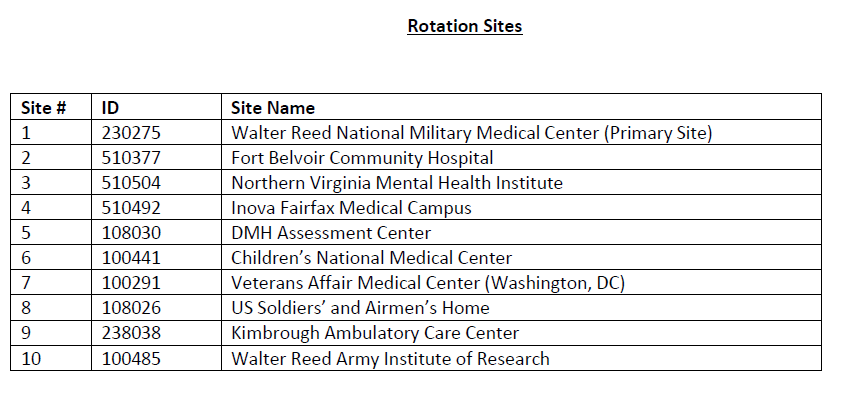 Rotation Sites
Site # ID Site Name
1 230275 Walter Reed National Military Medical Center (Primary Site)
2 510377 Fort Belvoir Community Hospital
3 510504 Northern Virginia Mental Health Institute
4 510492 Inova Fairfax Medical Campus
5 108030 DMH Assessment Center
6 100441 Children’s National Medical Center
7 100291 Veterans Affair Medical Center (Washington, DC)
8 108026 US Soldiers’ and Airmen’s Home
9 238038 Kimbrough Ambulatory Care Center
10 100485 Walter Reed Army Institute of Research